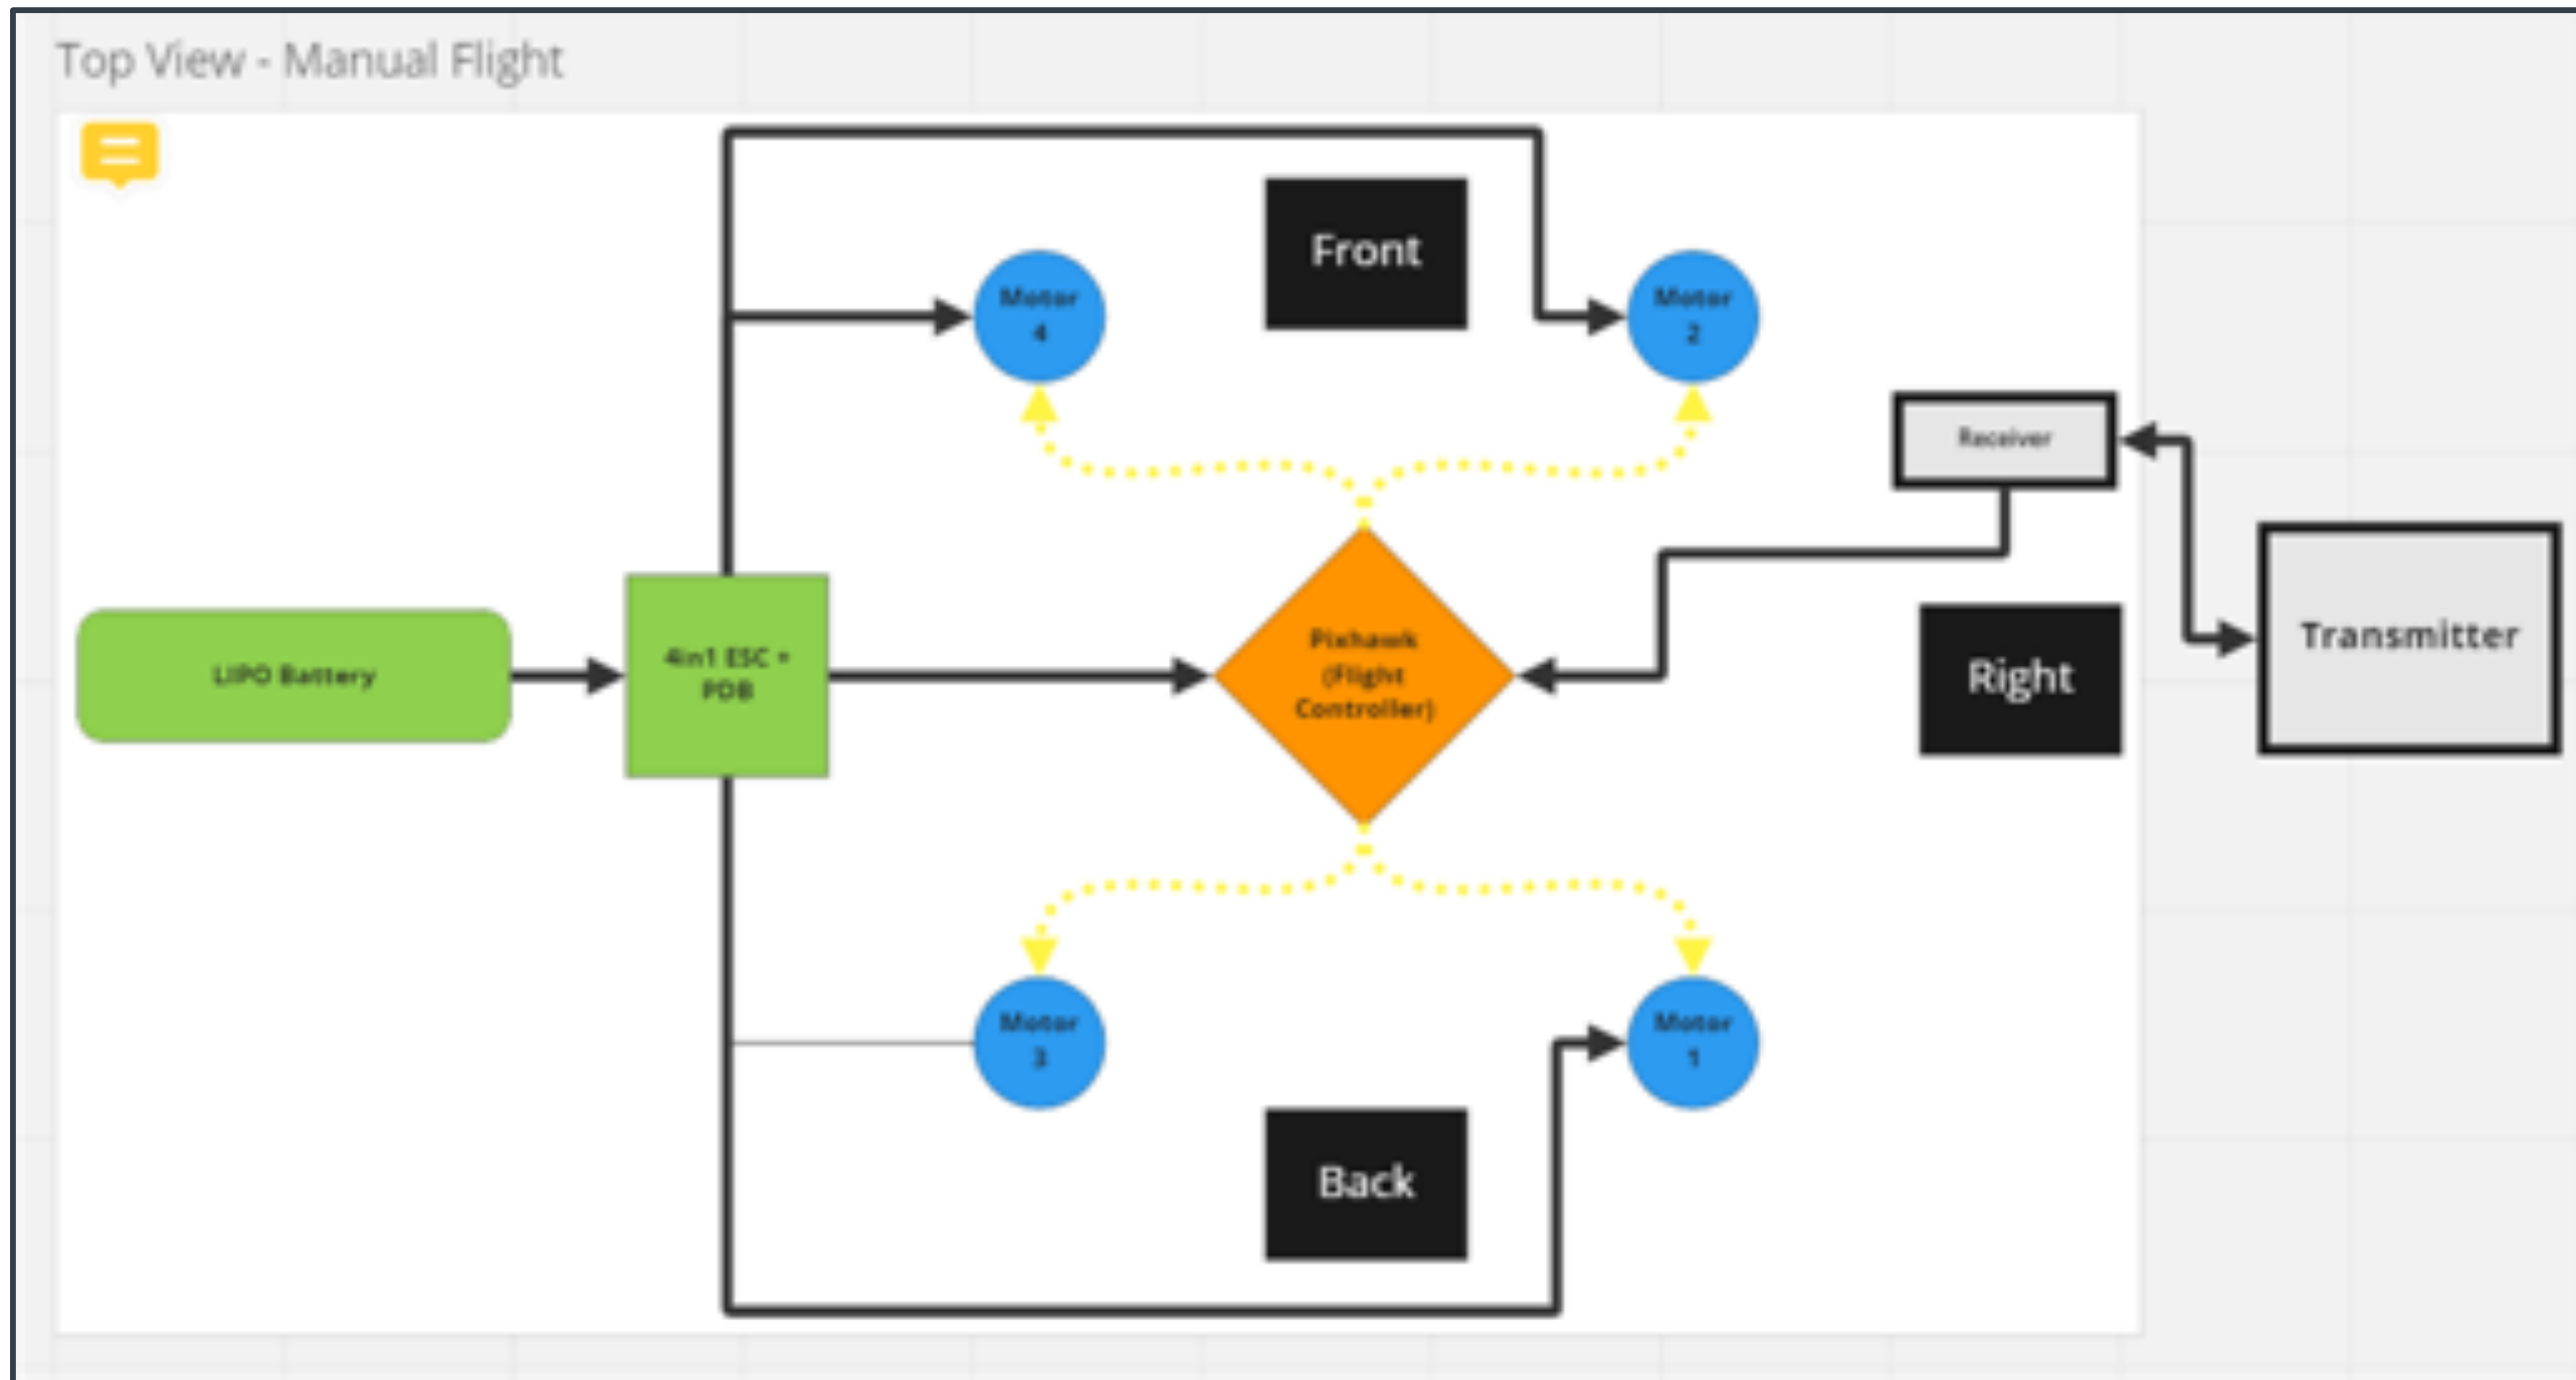 Top View - Manual Flight
Front
Motor
4
Motor
2
Receiver
Transmitter
LIPO Battery
4in1 ESC +
PDB
Pixhawk
(Flight
Controller)
Right
Motor
3
Motor
1
Back